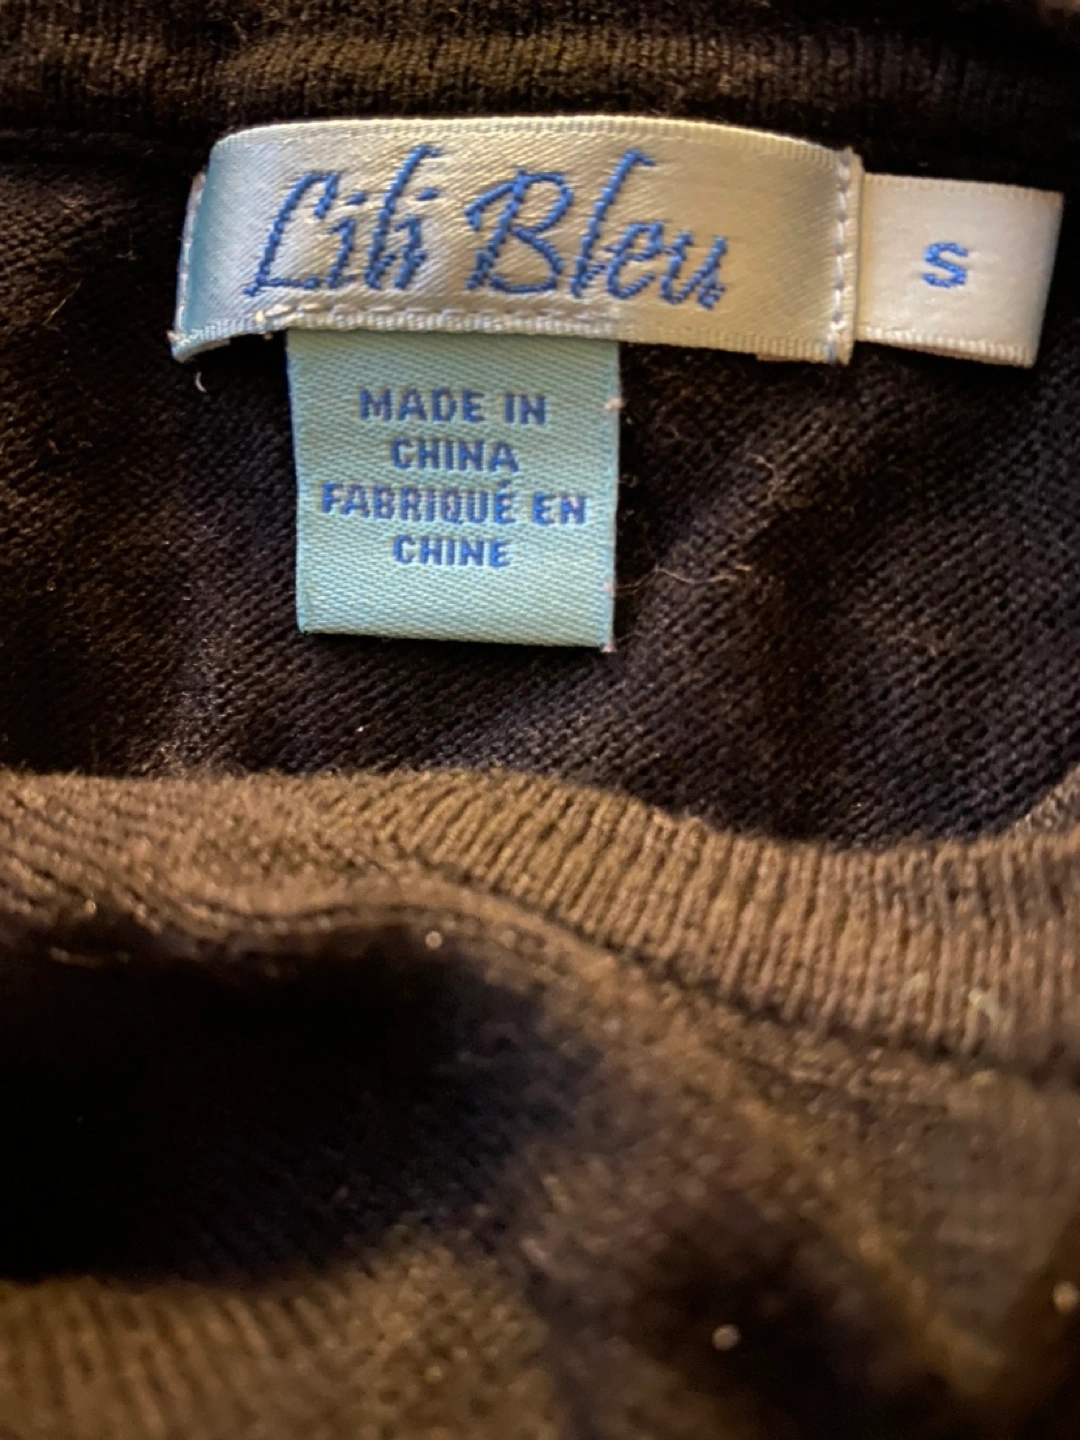 Lili Bleu
S
MADE IN
CHINA
FABRIQUÉ EN
CHINE